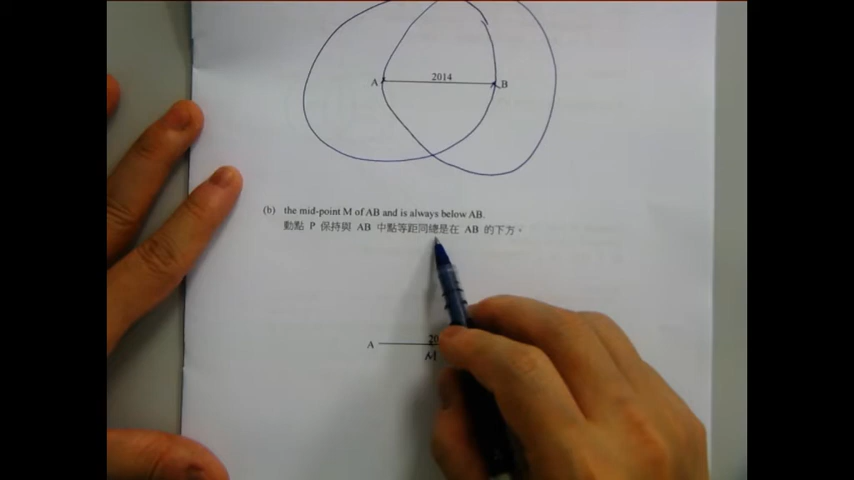 2014
A B
(b) the mid-point M of AB and is always below AB.
動點 P 保持與 AB 中點等距同總是在 AB 的下方。
A 20
M